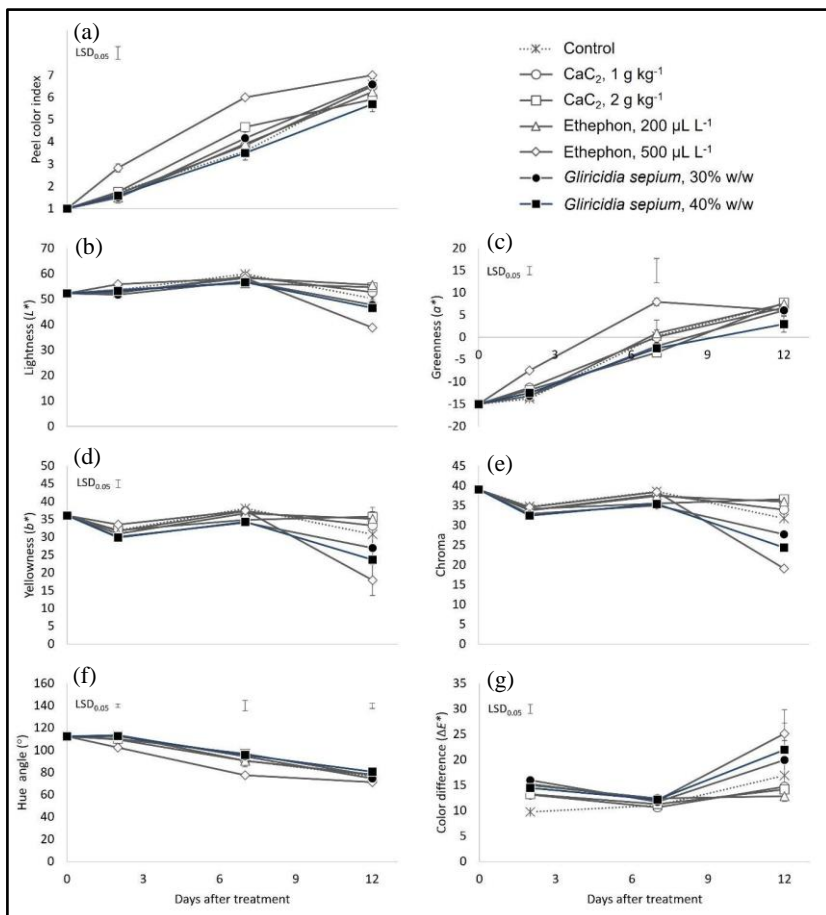 (a)
LSD0.05
7
6
5
4
3
2
1
Peel color index
Control
CaC2, 1 g kg-1
CaC2, 2 g kg-1
Ethephon, 200 µL L-1
Ethephon, 500 µL L-1
Gliricidia sepium, 30% w/w
Gliricidia sepium, 40% w/w
(b)
70
60
50
40
30
20
10
0
Lightness (L*)
(c)
LSD0.05
20
15
10
5
0
-5
-10
-15
-20
Greenness (a*)
0
3
6
9
12
(d)
LSD0.05
50
45
40
35
30
25
20
15
10
5
0
Yellowness (b*)
(e)
45
40
35
30
25
20
15
10
5
0
Chroma
(f)
LSD0.05
160
140
120
100
80
60
40
20
0
Hue angle (°)
0
3
6
9
12
Days after treatment
(g)
LSD0.05
35
30
25
20
15
10
5
0
Color difference (ΔE*)
0
3
6
9
12
Days after treatment